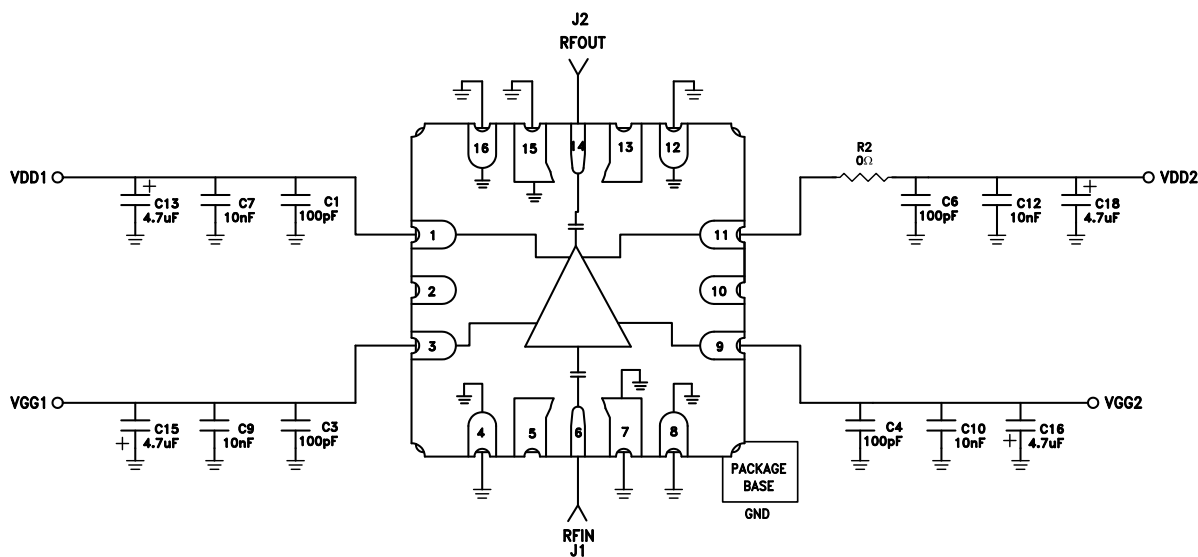 J2
RFOUT
16
15
14
13
12
R2
0Ω
VDD1
VDD2
C13
4.7uF
C7
10nF
C1
100pF
C6
100pF
C12
10nF
C18
4.7uF
1
11
2
10
3
9
VGG1
VGG2
C15
4.7uF
C9
10nF
C3
100pF
C4
100pF
C10
10nF
C16
4.7uF
4
5
6
7
8
PACKAGE
BASE
GND
RFIN
J1